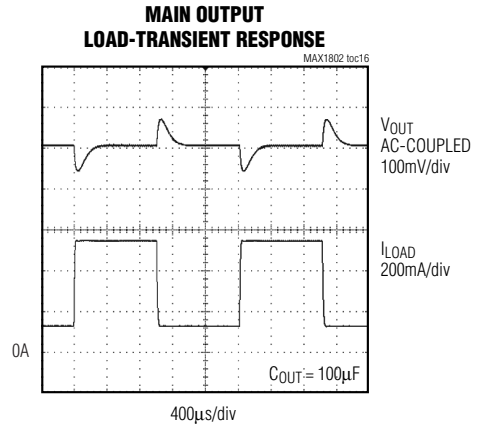 MAIN OUTPUT
LOAD-TRANSIENT RESPONSE
MAX1802 toc16
VOUT
AC-COUPLED
100mV/div
ILOAD
200mA/div
0A
COUT = 100µF
400µs/div